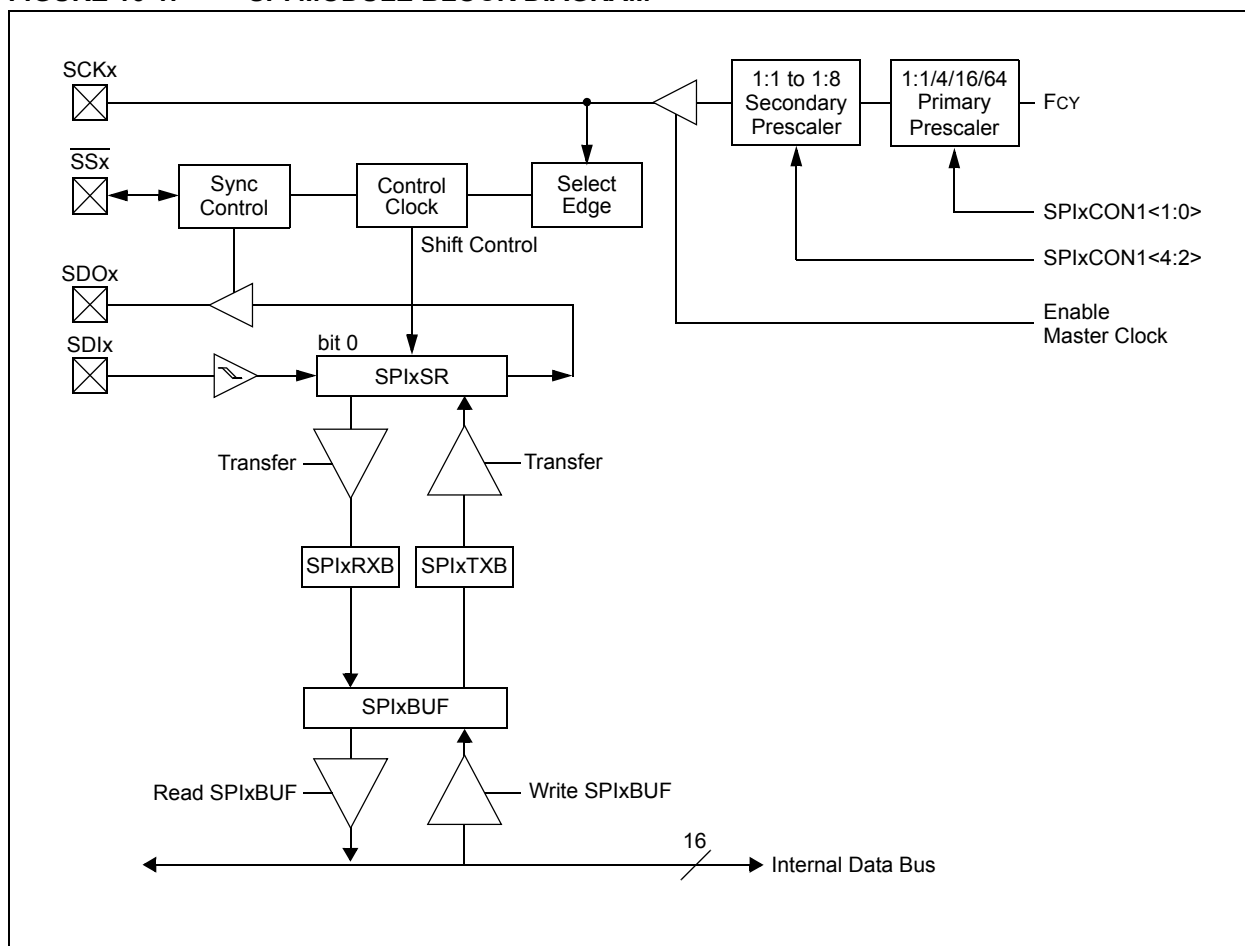 SCKx
1:1 to 1:8
Secondary
Prescaler
1:1/4/16/64
Primary
Prescaler
FCY
SSx
Sync
Control
Control
Clock
Select
Edge
SPIxCON1<1:0>
Shift Control
SPIxCON1<4:2>
SDOx
Enable
Master Clock
SDIx
bit 0
SPIxSR
Transfer
Transfer
SPIxRXB
SPIxTXB
SPIxBUF
Read SPIxBUF
Write SPIxBUF
16
Internal Data Bus